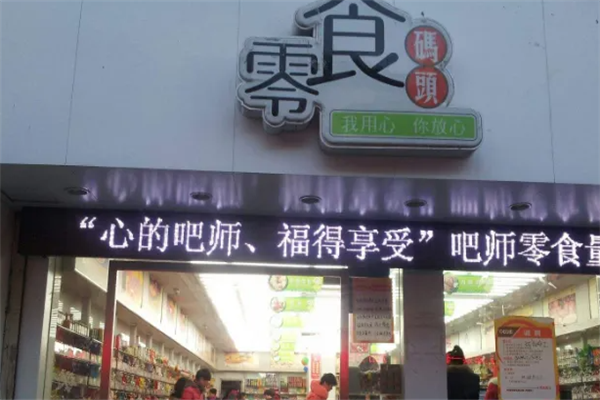 零食
碼頭
我用心 你放心
“心的吧师、福得享受”吧师零食量